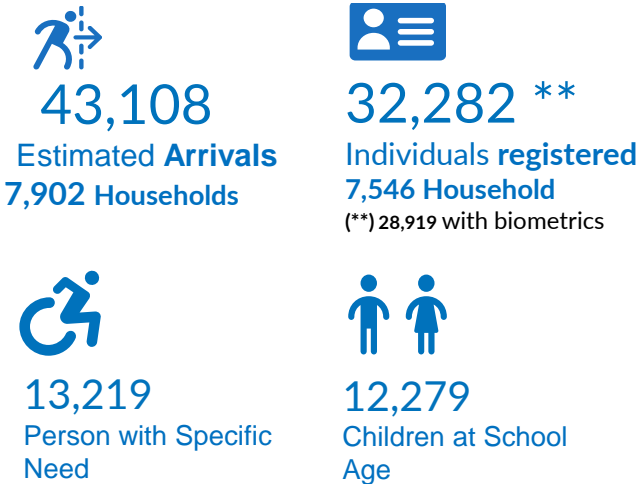 43,108
Estimated Arrivals
7,902 Households
32,282 **
Individuals registered
7,546 Household
(**) 28,919 with biometrics
13,219
Person with Specific
Need
12,279
Children at School
Age